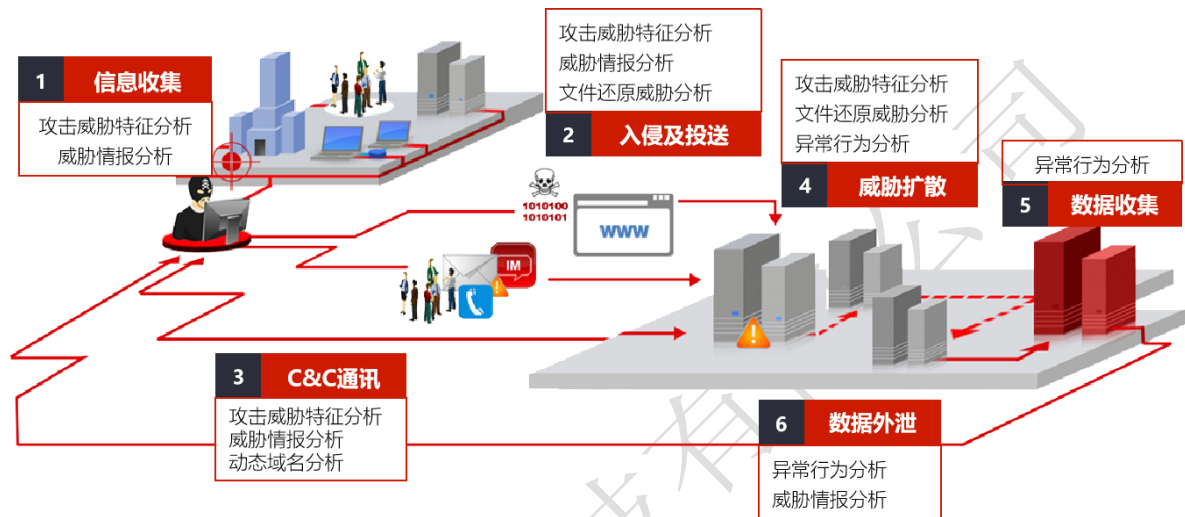 1 信息收集
攻击威胁特征分析
威胁情报分析
攻击威胁特征分析
威胁情报分析
文件还原威胁分析
2 入侵及投送
攻击威胁特征分析
文件还原威胁分析
异常行为分析
4 威胁扩散
异常行为分析
5 数据收集
1010100
1010101
WWW
IM
3 C&C通讯
攻击威胁特征分析
威胁情报分析
动态域名分析
6 数据外泄
异常行为分析
威胁情报分析
有
公
司